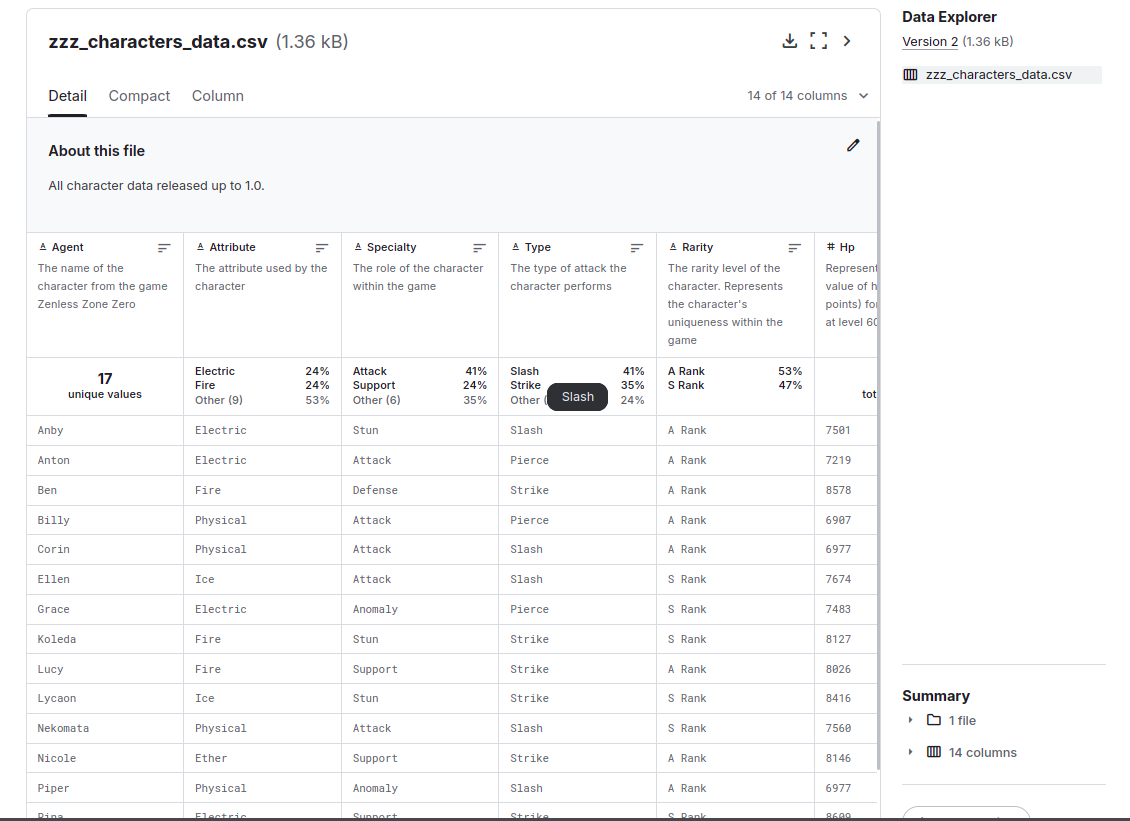 zzz_characters_data.csv (1.36 kB)
Detail Compact Column
14 of 14 columns
About this file
All character data released up to 1.0.
Agent Attribute Specialty Type Rarity # Hp
The name of the character from the game Zenless Zone Zero
The attribute used by the character
The role of the character within the game
The type of attack the character performs
The rarity level of the character. Represents the character's uniqueness within the game
Represent
value of h
points) fo
at level 60
17
unique values
Electric 24%
Fire 24%
Other (9) 53%
Attack 41%
Support 24%
Other (6) 35%
Slash 41%
Strike 35%
Other ( 24%
Slash
A Rank 53%
S Rank 47%
tot
Anby Electric Stun Slash A Rank 7501
Anton Electric Attack Pierce A Rank 7219
Ben Fire Defense Strike A Rank 8578
Billy Physical Attack Pierce A Rank 6907
Corin Physical Attack Slash A Rank 6977
Ellen Ice Attack Slash S Rank 7674
Grace Electric Anomaly Pierce S Rank 7483
Koleda Fire Stun Strike S Rank 8127
Lucy Fire Support Strike A Rank 8026
Lycaon Ice Stun Strike S Rank 8416
Nekomata Physical Attack Slash S Rank 7560
Nicole Ether Support Strike A Rank 8146
Piper Physical Anomaly Slash A Rank 6977
Rina Electric Support Strike S Rank 8609
Data Explorer
Version 2 (1.36 kB)
zzz_characters_data.csv
Summary
1 file
14 columns